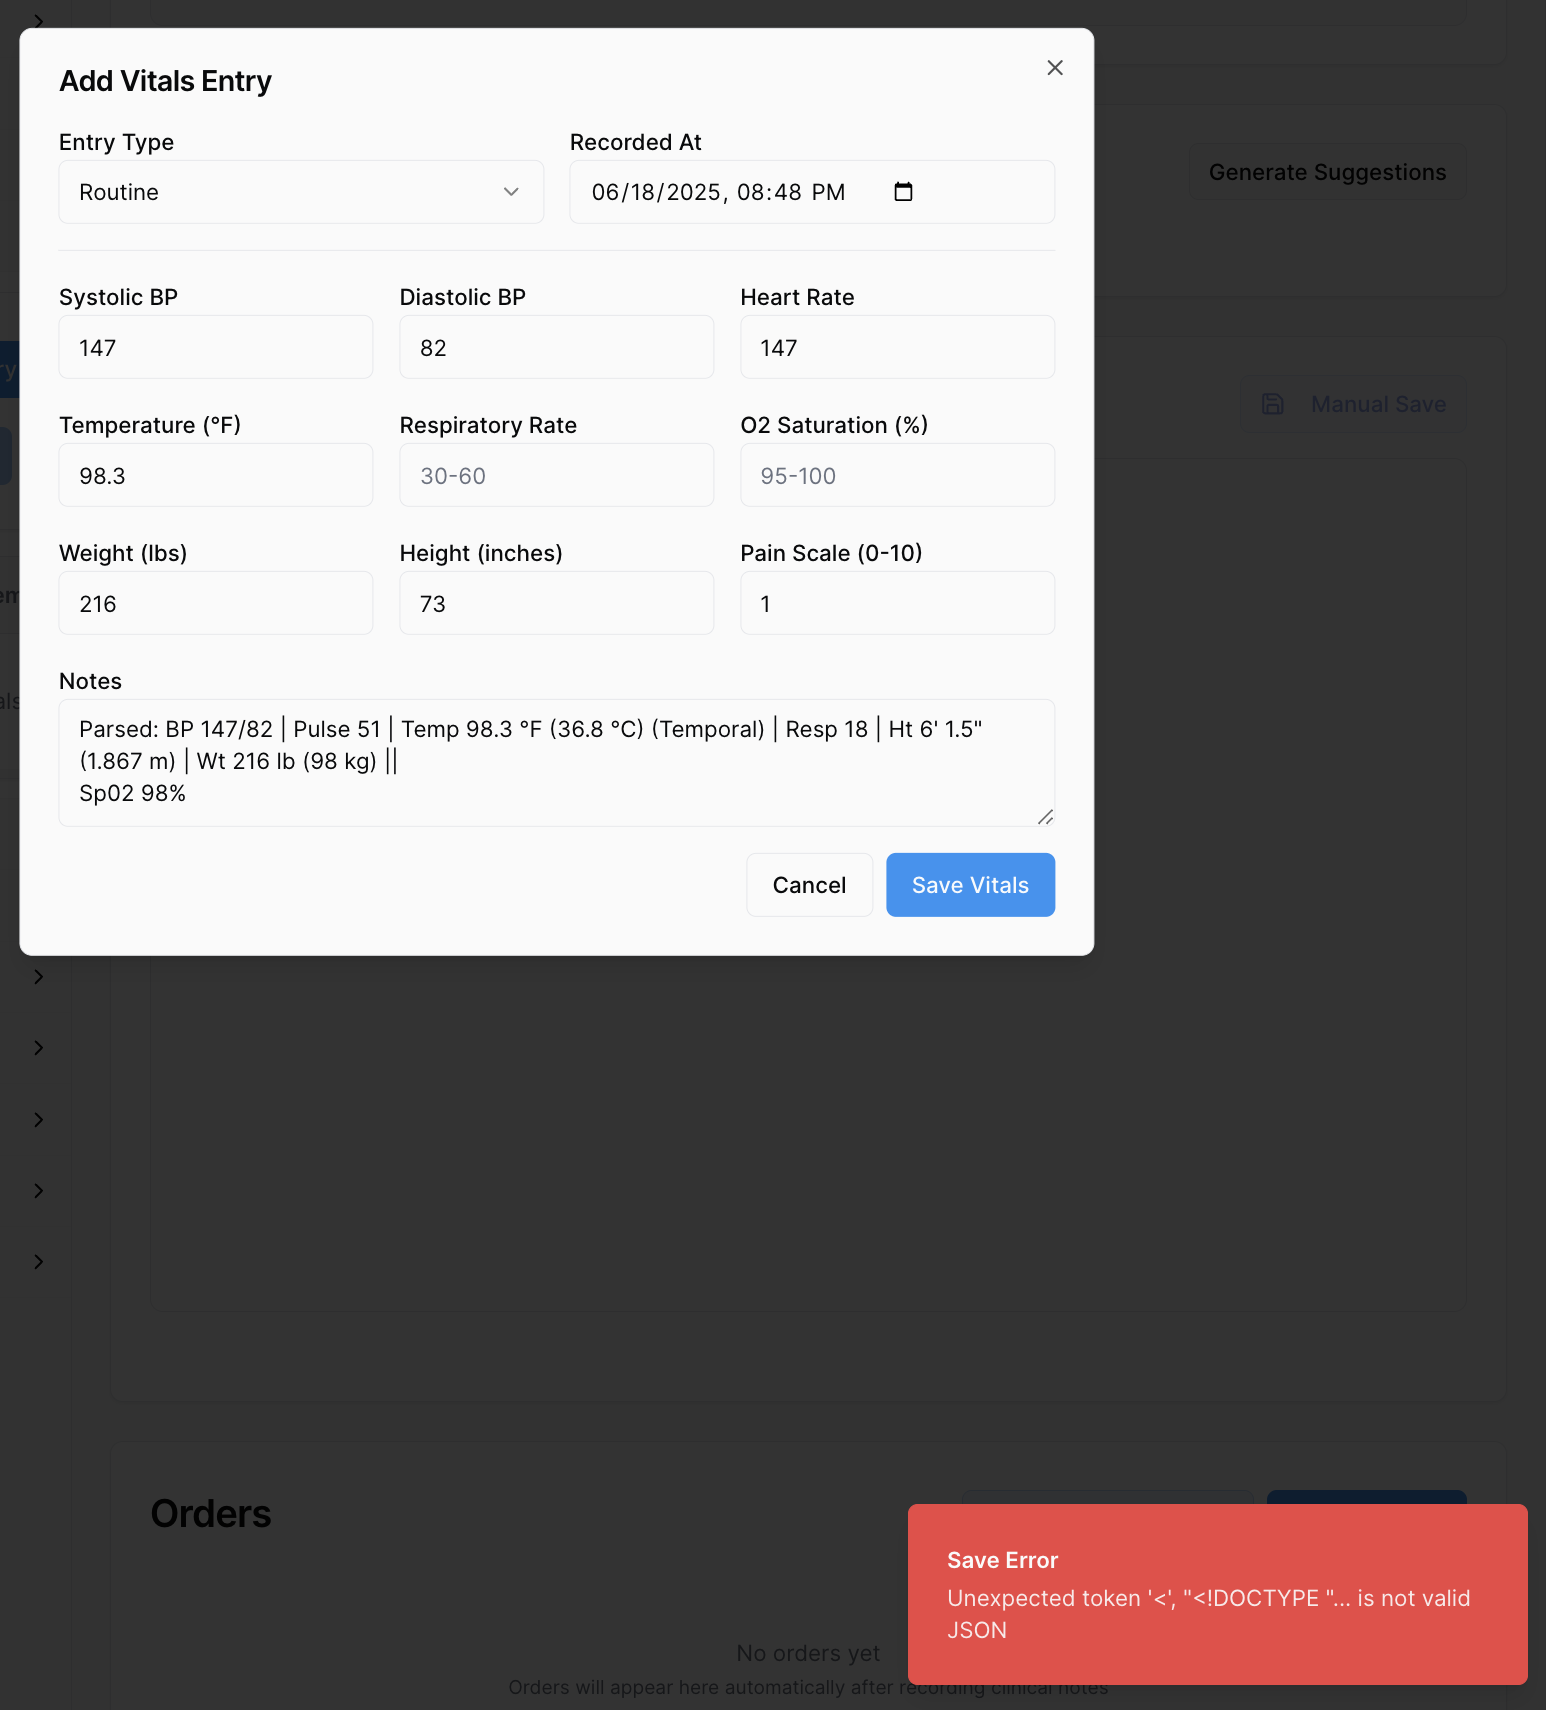 Add Vitals Entry
Entry Type
Recorded At
Routine
06/18/2025, 08:48 PM
Generate Suggestions
Systolic BP
Diastolic BP
Heart Rate
147
82
147
Manual Save
Temperature (°F)
Respiratory Rate
O2 Saturation (%)
98.3
30-60
95-100
Weight (lbs)
Height (inches)
Pain Scale (0-10)
216
73
1
Notes
Parsed: BP 147/82 | Pulse 51 | Temp 98.3 °F (36.8 °C) (Temporal) | Resp 18 | Ht 6' 1.5"
(1.867 m) | Wt 216 lb (98 kg) ||
Sp02 98%
Cancel
Save Vitals
Orders
Save Error
Unexpected token '<', "<!DOCTYPE "... is not valid
JSON
No orders yet
Orders will appear here automatically after recording clinical notes